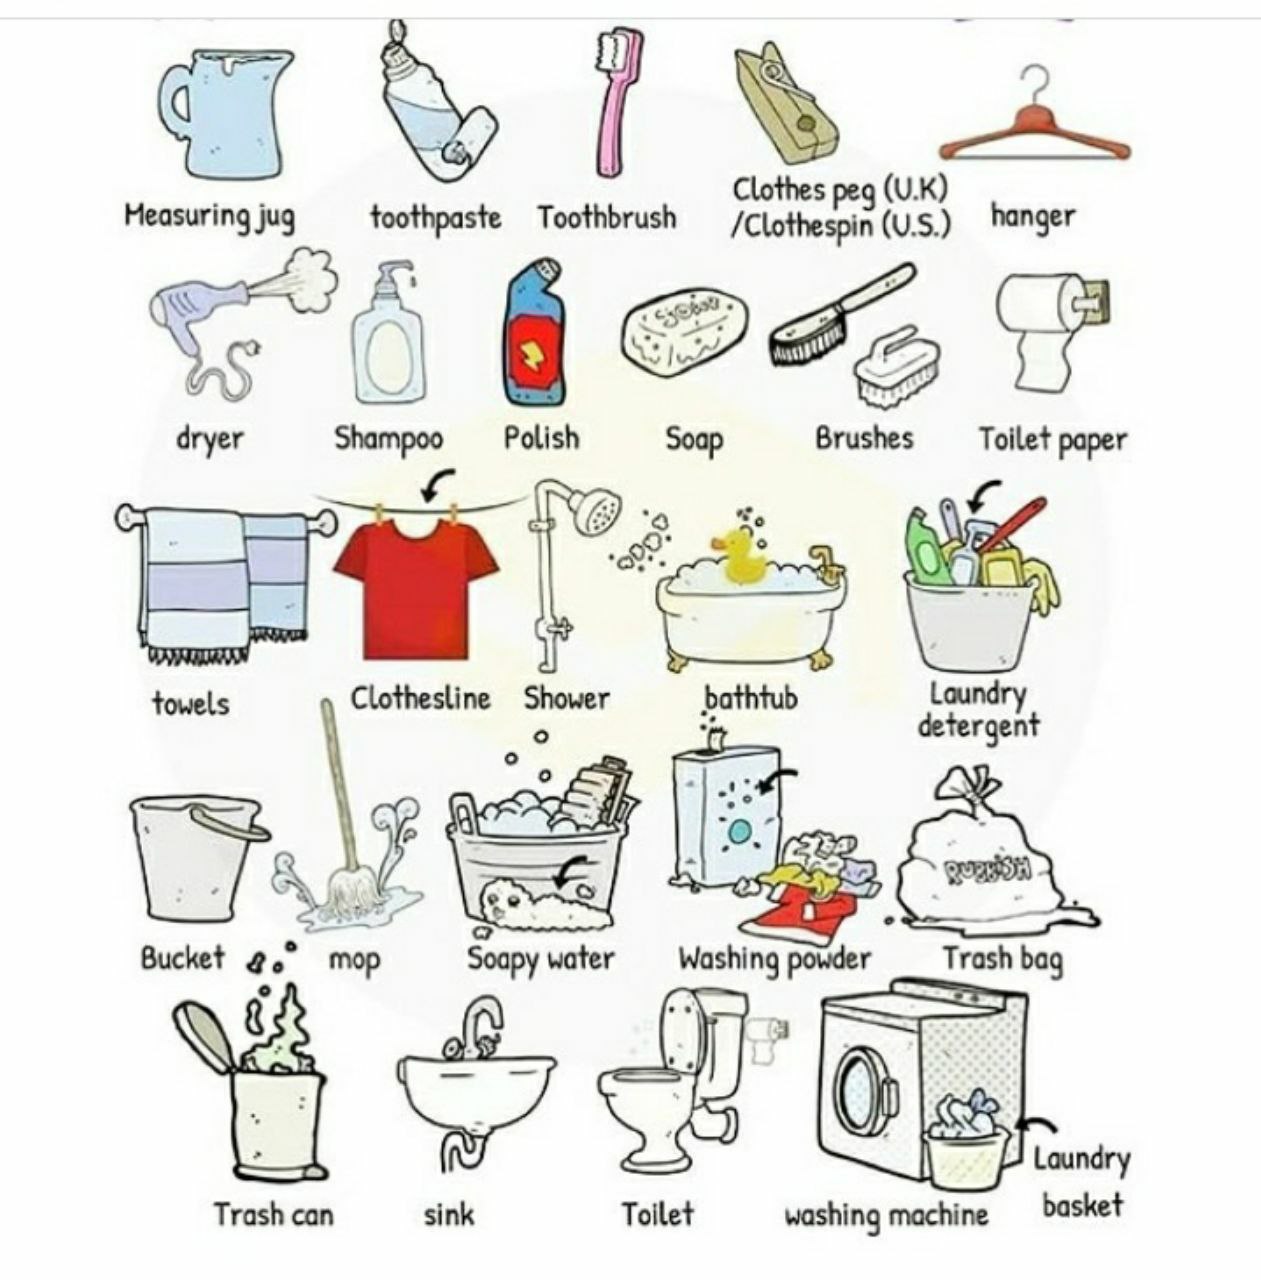 Measuring jug
toothpaste
Toothbrush
Clothes peg (U.K)
/Clothespin (U.S.)
hanger
dryer
Shampoo
Polish
Soap
Brushes
Toilet paper
towels
Clothesline
Shower
bathtub
Laundry
detergent
Bucket
mop
Soapy water
Washing powder
RUBBISH
Trash bag
Trash can
sink
Toilet
washing machine
Laundry
basket